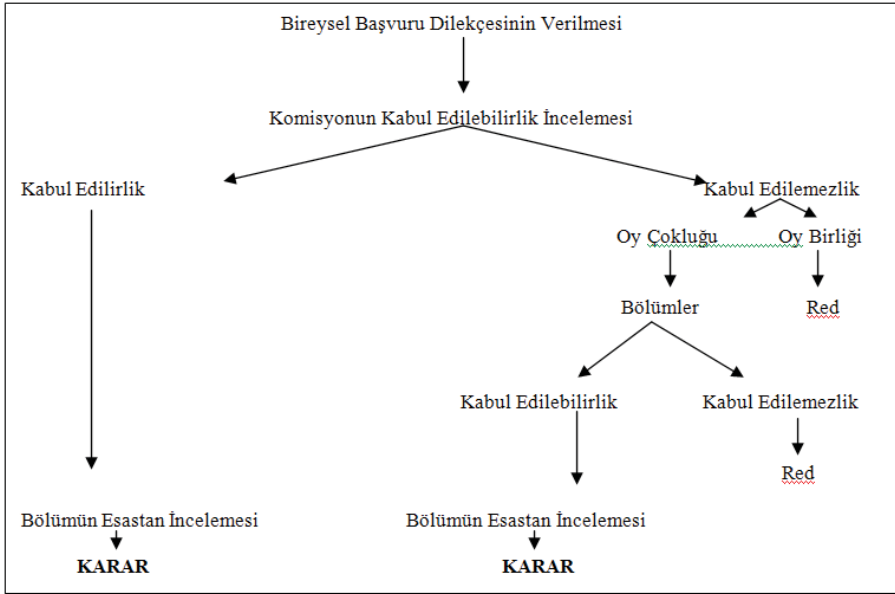 Bireysel Başvuru Dilekçesinin Verilmesi
Komisyonun Kabul Edilebilirlik İncelemesi
Kabul Edilirlik
Kabul Edilemezlik
Oy Çokluğu
Oy Birliği
Bölümler
Red
Kabul Edilebilirlik
Kabul Edilemezlik
Red
Bölümün Esastan İncelemesi
Bölümün Esastan İncelemesi
KARAR
KARAR